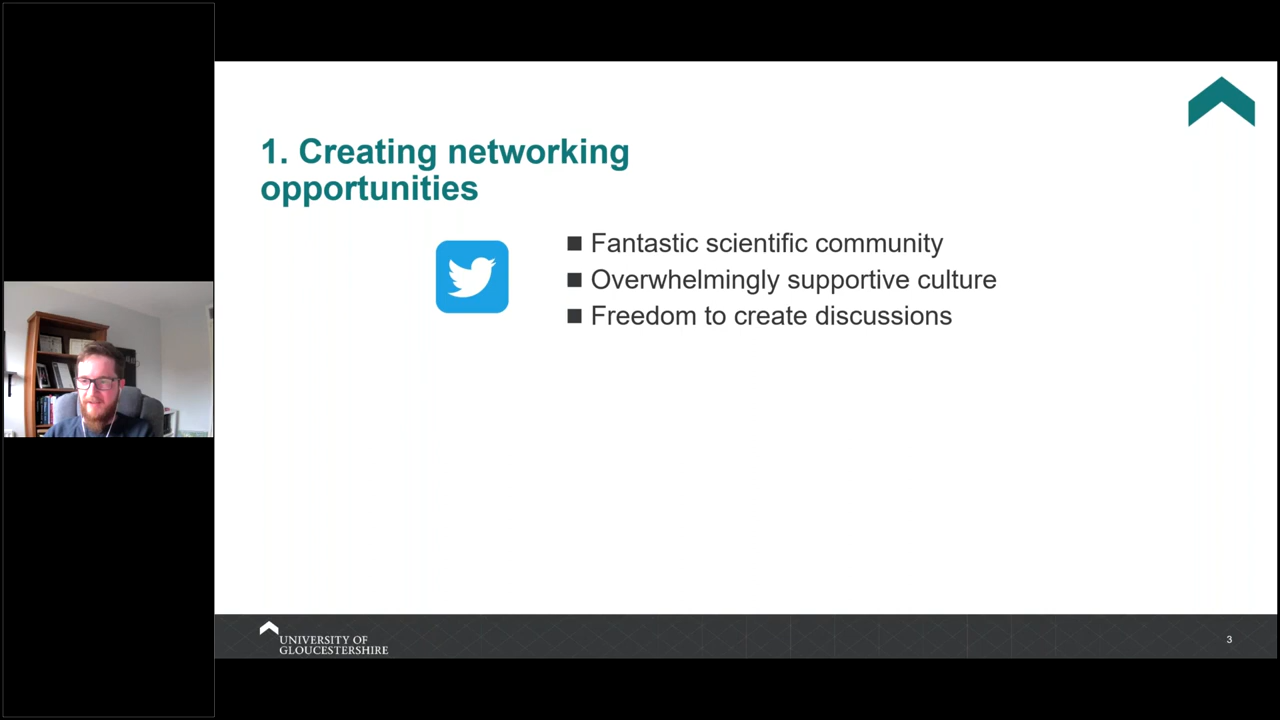 1. Creating networking
opportunities
■ Fantastic scientific community
■ Overwhelmingly supportive culture
■ Freedom to create discussions
UNIVERSITY OF
GLOUCESTERSHIRE
3